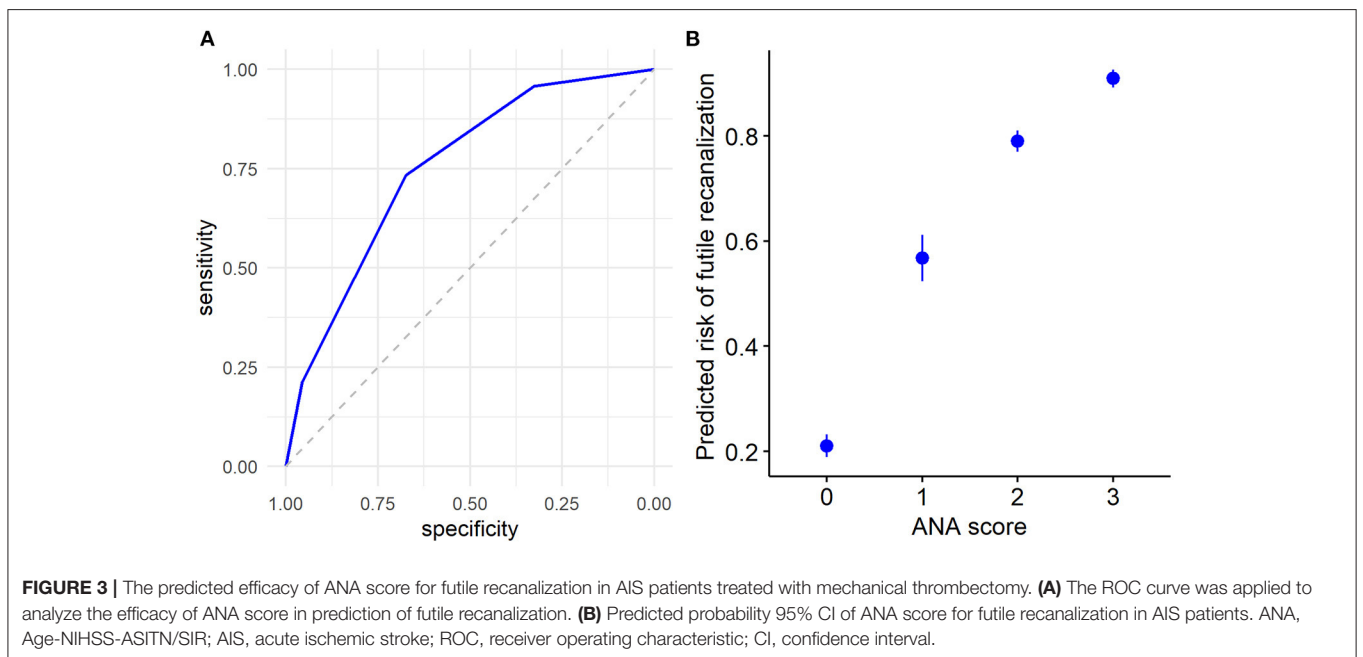 A
1.00
0.75
0.50
0.25
0.00
sensitivity
1.00 0.75 0.50 0.25 0.00
specificity
B
Predicted risk of futile recanalization
0.8
0.6
0.4
0.2
0 1 2 3
ANA score
FIGURE 3 | The predicted efficacy of ANA score for futile recanalization in AIS patients treated with mechanical thrombectomy. (A) The ROC curve was applied to
analyze the efficacy of ANA score in prediction of futile recanalization. (B) Predicted probability 95% CI of ANA score for futile recanalization in AIS patients. ANA,
Age-NIHSS-ASITN/SIR; AIS, acute ischemic stroke; ROC, receiver operating characteristic; CI, confidence interval.